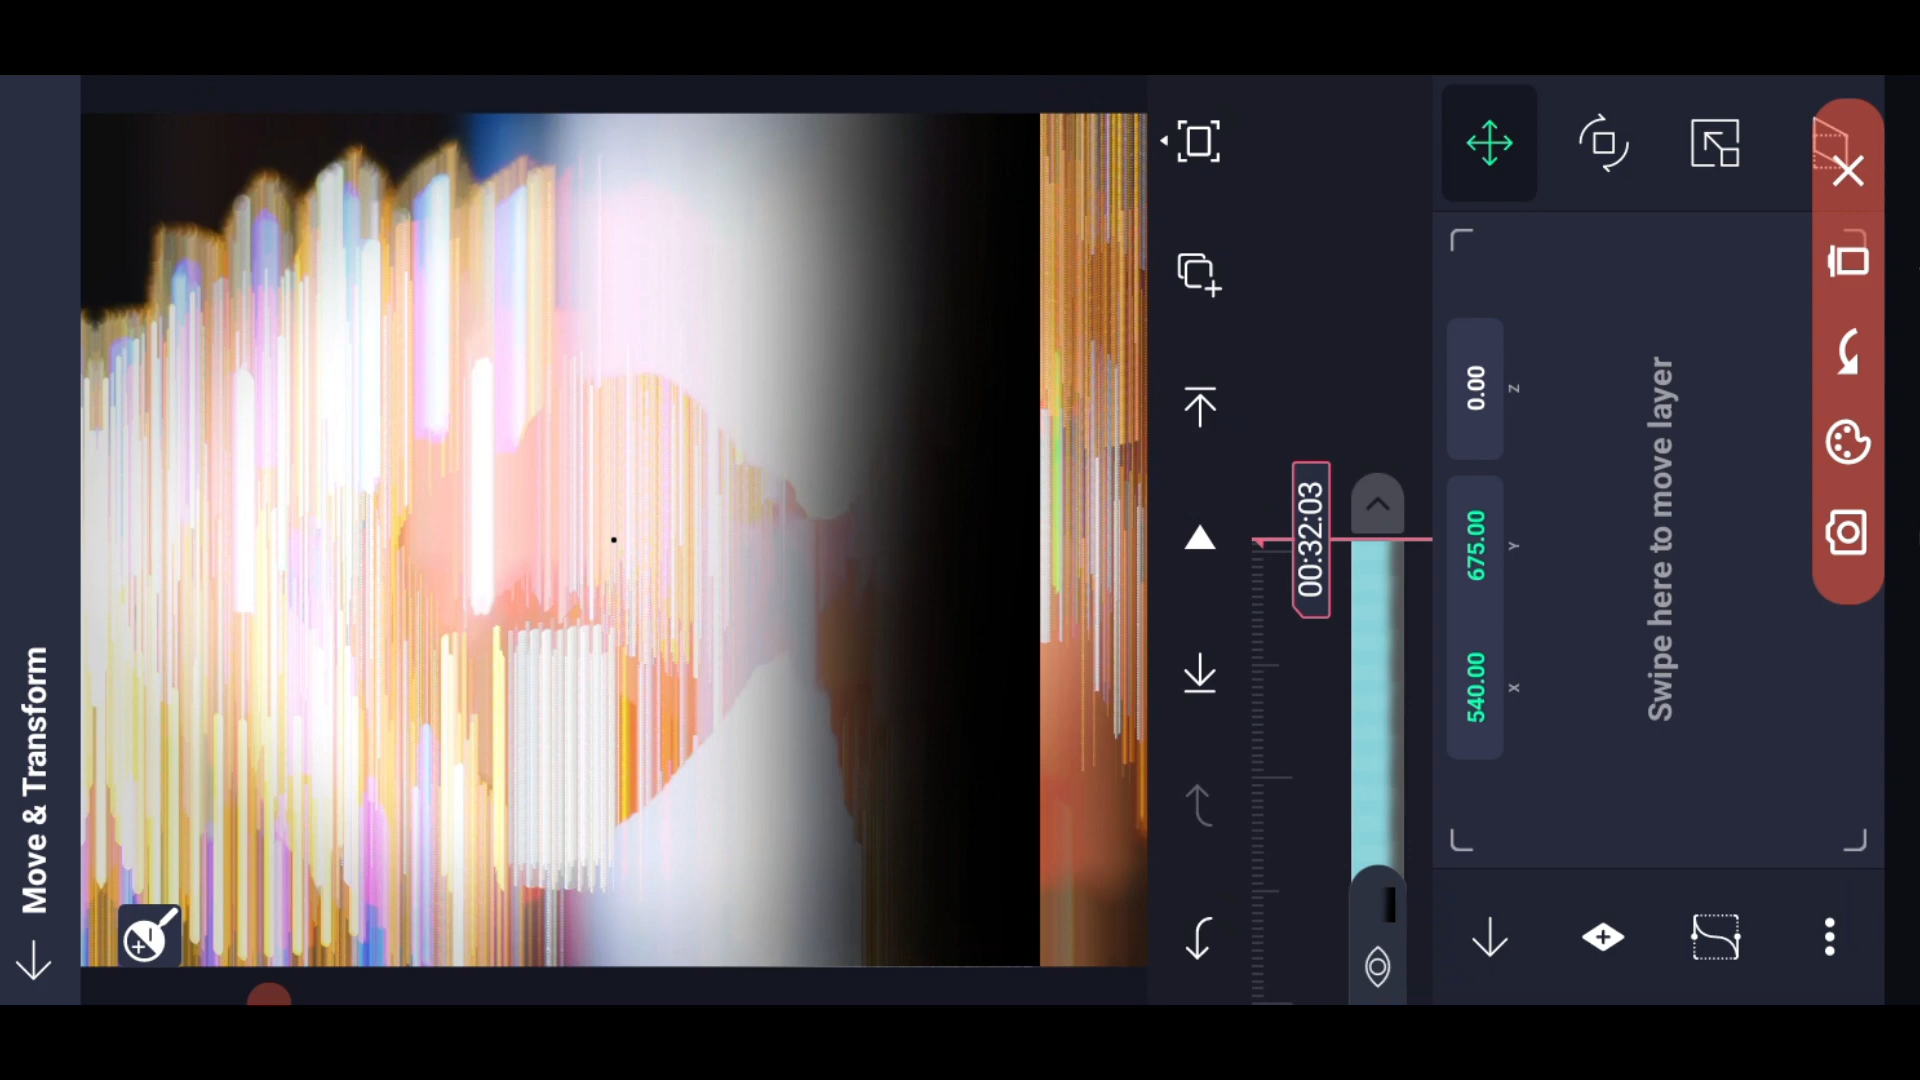 Move & Transform
00:32:03
540.00 675.00 0.00
X Y Z
Swipe here to move layer